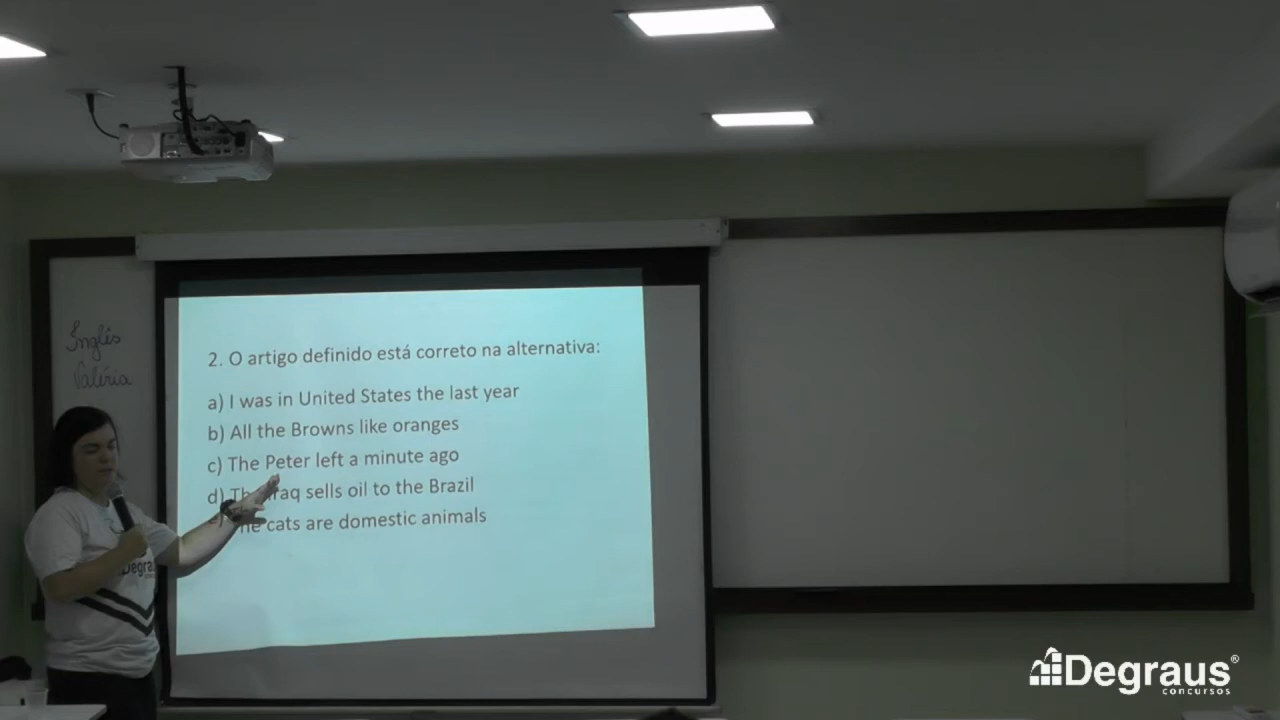 Inglês
Valéria
2. O artigo definido está correto na alternativa:
a) I was in United States the last year
b) All the Browns like oranges
c) The Peter left a minute ago
d) Iraq sells oil to the Brazil
cats are domestic animals
Degraus
Degraus®
concursos